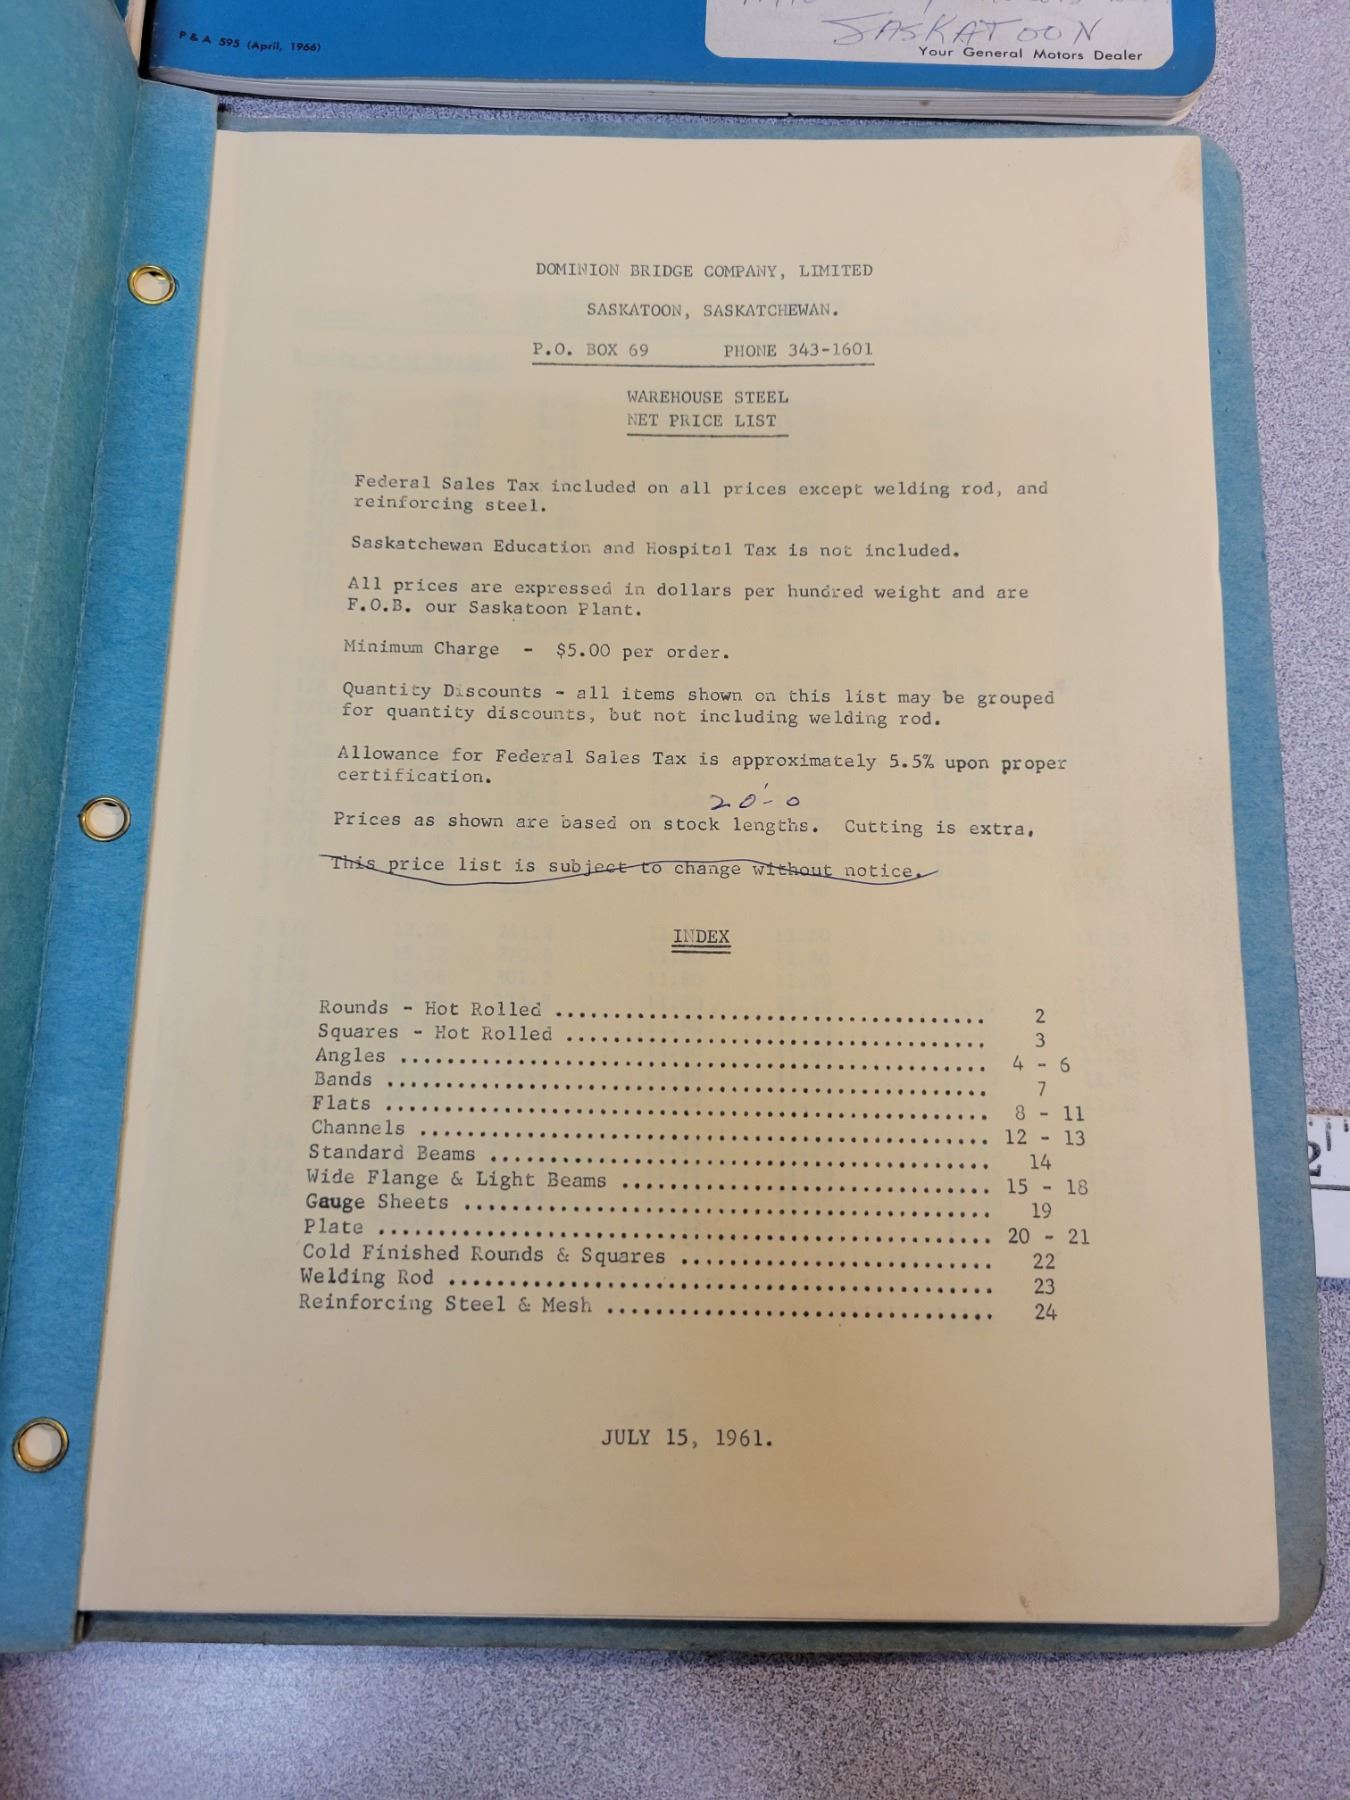 SASKATOON
Your General Motors Dealer
P & A 595 (April, 1966)
DOMINION BRIDGE COMPANY, LIMITED
SASKATOON, SASKATCHEWAN.
P.O. BOX 69 PHONE 343-1601
WAREHOUSE STEEL
NET PRICE LIST
Federal Sales Tax included on all prices except welding rod, and
reinforcing steel.
Saskatchewan Education and Hospital Tax is not included.
All prices are expressed in dollars per hundred weight and are
F.O.B. our Saskatoon Plant.
Minimum Charge - $5.00 per order.
Quantity Discounts - all items shown on this list may be grouped
for quantity discounts, but not including welding rod.
Allowance for Federal Sales Tax is approximately 5.5% upon proper
certification.
20'-0
Prices as shown are based on stock lengths. Cutting is extra,
This price list is subject to change without notice.
INDEX
Rounds - Hot Rolled ..................................... 2
Squares - Hot Rolled .................................... 3
Angles .................................................. 4 - 6
Bands ................................................... 7
Flats ................................................... 8 - 11
Channels ................................................ 12 - 13
Standard Beams .......................................... 14
Wide Flange & Light Beams ............................... 15 - 18
Gauge Sheets ............................................ 19
Plate ................................................... 20 - 21
Cold Finished Rounds & Squares .......................... 22
Welding Rod ............................................. 23
Reinforcing Steel & Mesh ................................ 24
JULY 15, 1961.
2